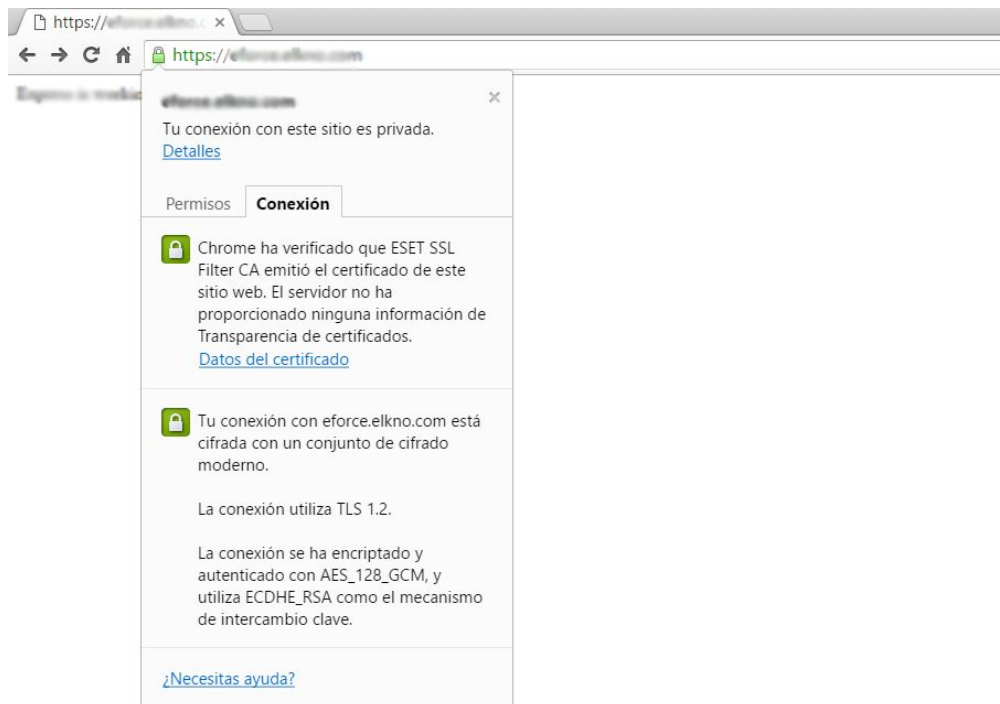 https://
https://
Tu conexión con este sitio es privada.
Detalles
Permisos Conexión
Chrome ha verificado que ESET SSL
Filter CA emitió el certificado de este
sitio web. El servidor no ha
proporcionado ninguna información de
Transparencia de certificados.
Datos del certificado
Tu conexión con eforce.elkno.com está
cifrada con un conjunto de cifrado
moderno.
La conexión utiliza TLS 1.2.
La conexión se ha encriptado y
autenticado con AES_128_GCM, y
utiliza ECDHE_RSA como el mecanismo
de intercambio clave.
¿Necesitas ayuda?